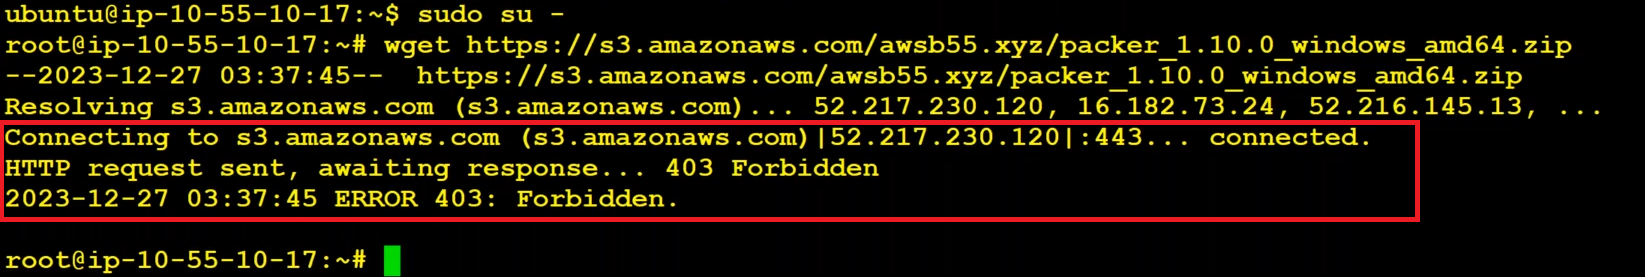 ubuntu@ip-10-55-10-17:~$ sudo su -
root@ip-10-55-10-17:~# wget https://s3.amazonaws.com/awsb55.xyz/packer_1.10.0_windows_amd64.zip
--2023-12-27 03:37:45--  https://s3.amazonaws.com/awsb55.xyz/packer_1.10.0_windows_amd64.zip
Resolving s3.amazonaws.com (s3.amazonaws.com)... 52.217.230.120, 16.182.73.24, 52.216.145.13, ...
Connecting to s3.amazonaws.com (s3.amazonaws.com)|52.217.230.120|:443... connected.
HTTP request sent, awaiting response... 403 Forbidden
2023-12-27 03:37:45 ERROR 403: Forbidden.
root@ip-10-55-10-17:~#